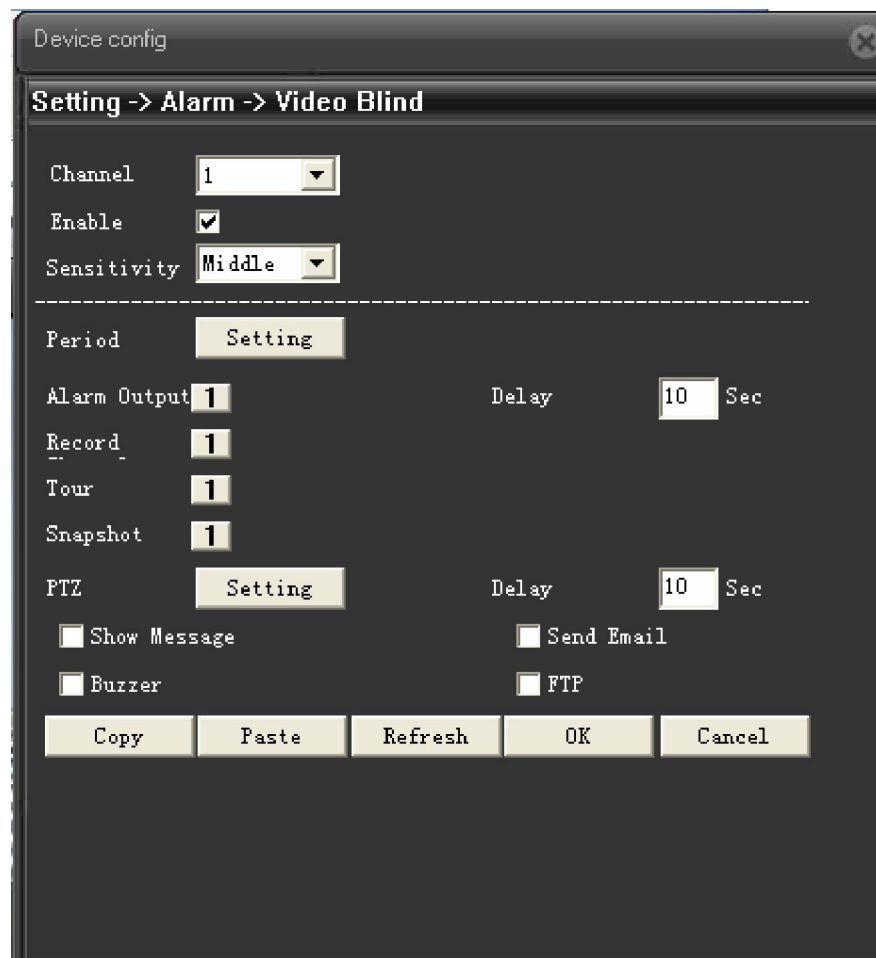 Device config
Setting -> Alarm -> Video Blind
Channel 1
Enable
Sensitivity Middle
Period Setting
Alarm Output 1 Delay 10 Sec
Record 1
Tour 1
Snapshot 1
PTZ Setting Delay 10 Sec
Show Message Send Email
Buzzer FTP
Copy Paste Refresh OK Cancel